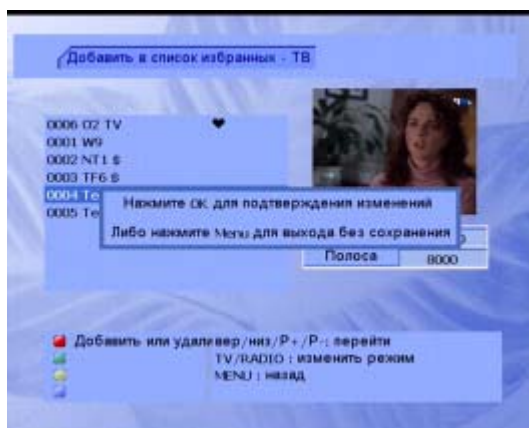 Добавить в список избранных - ТВ
0006 O2 TV
0001 W9
0002 NT1 $
0003 TF6 $
0004 Te
0005 Te
Нажмите OK для подтверждения изменений
Либо нажмите Menu для выхода без сохранения
Полоса 8000
Добавить или удали
вер/низ/P+/P-: перейти
TV/RADIO : изменить режим
MENU : назад